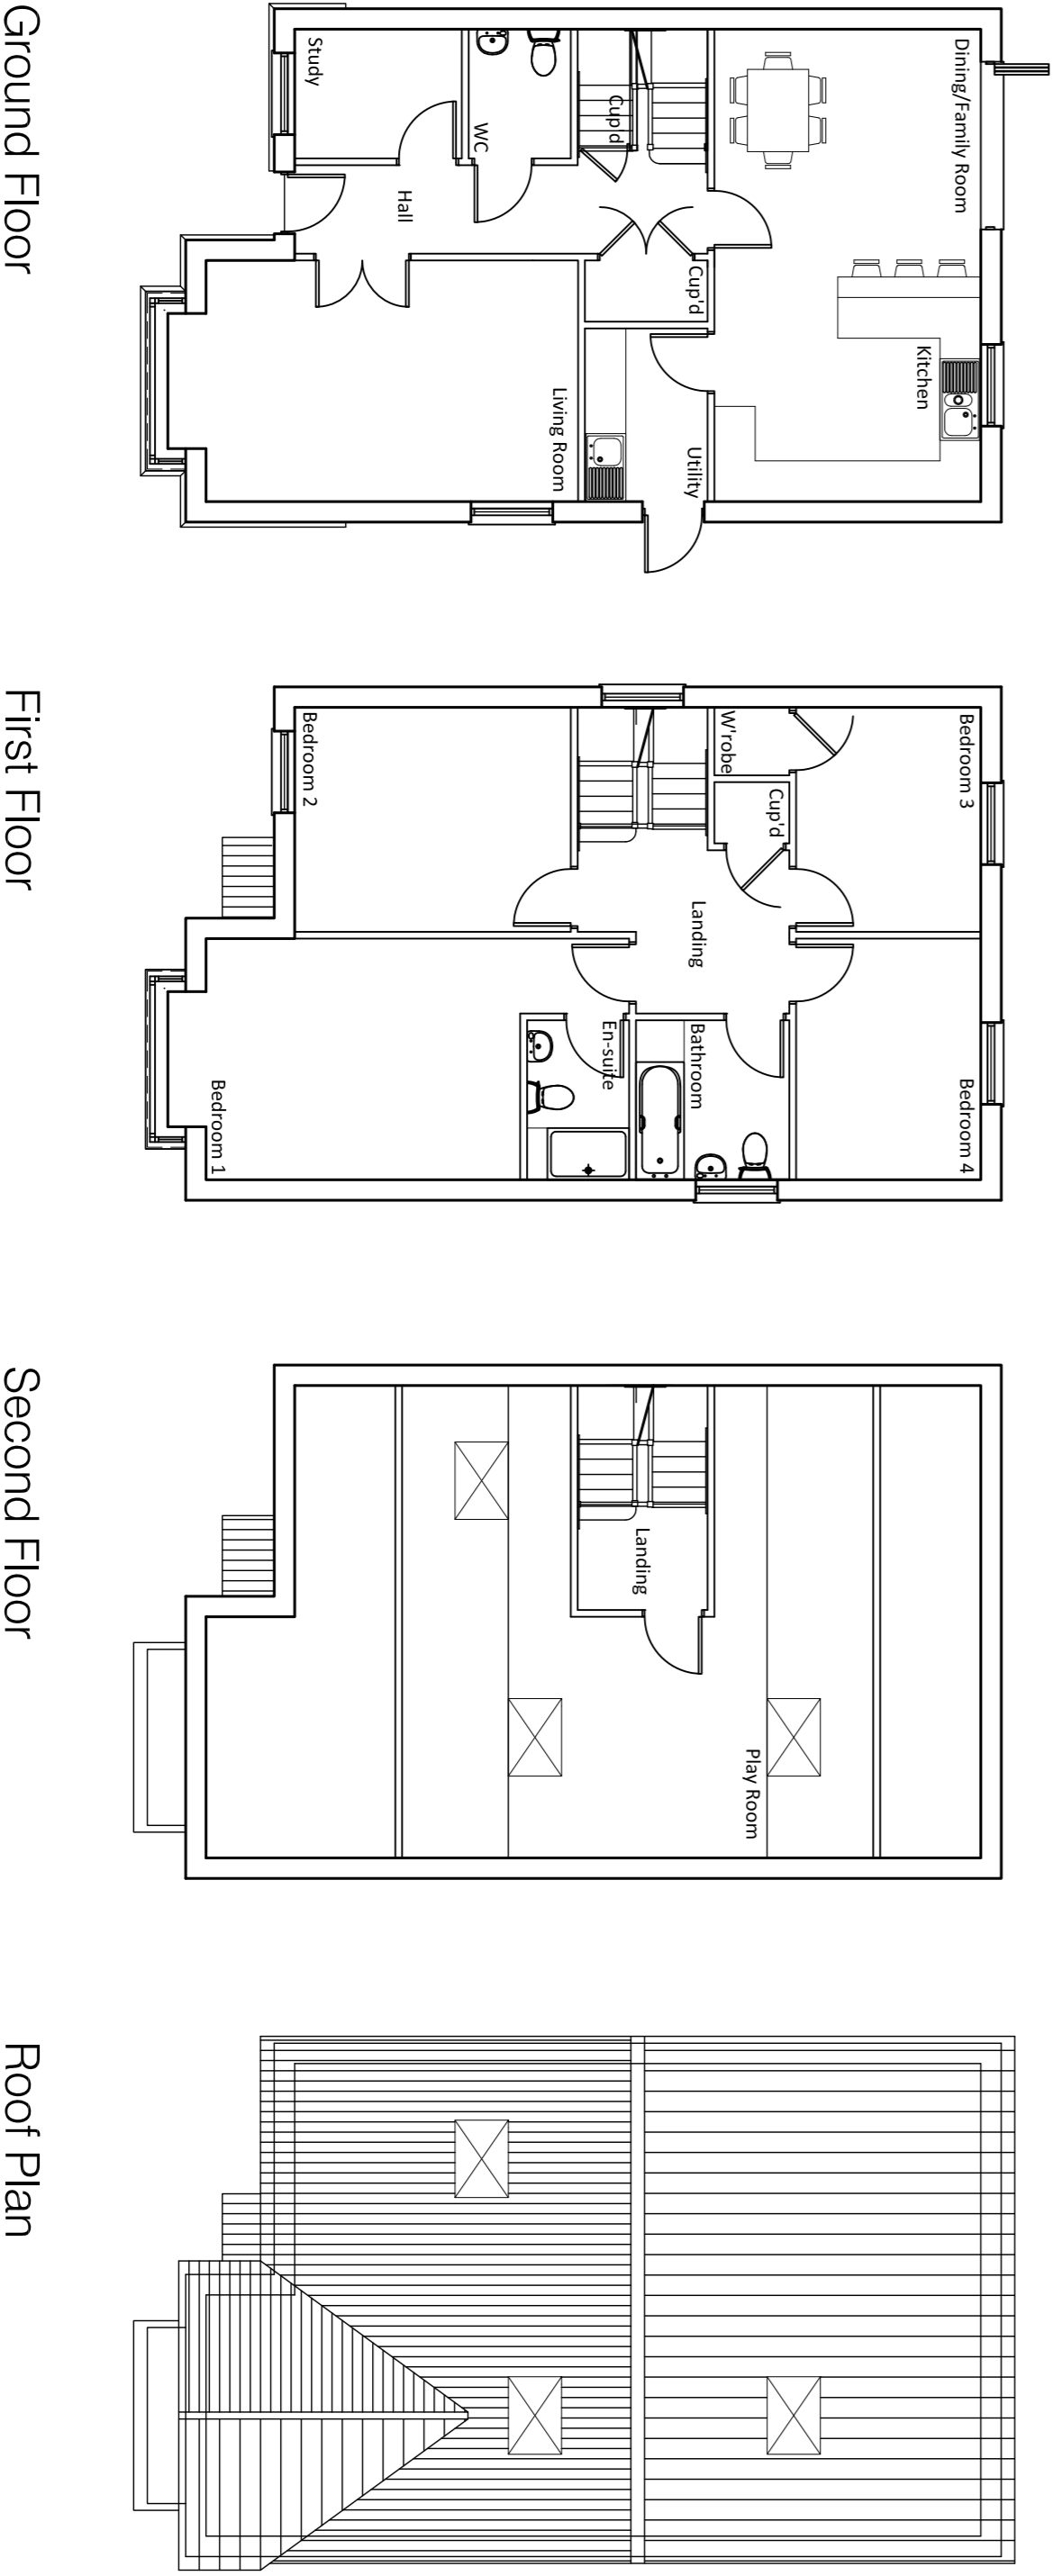 Dining/Family Room
Kitchen
Cup'd
Cup'd
Utility
WC
Living Room
Hall
Study
Ground Floor
Bedroom 3
Bedroom 4
W'robe
Cup'd
Landing
Bathroom
En-suite
Bedroom 2
Bedroom 1
First Floor
Play Room
Landing
Second Floor
Roof Plan